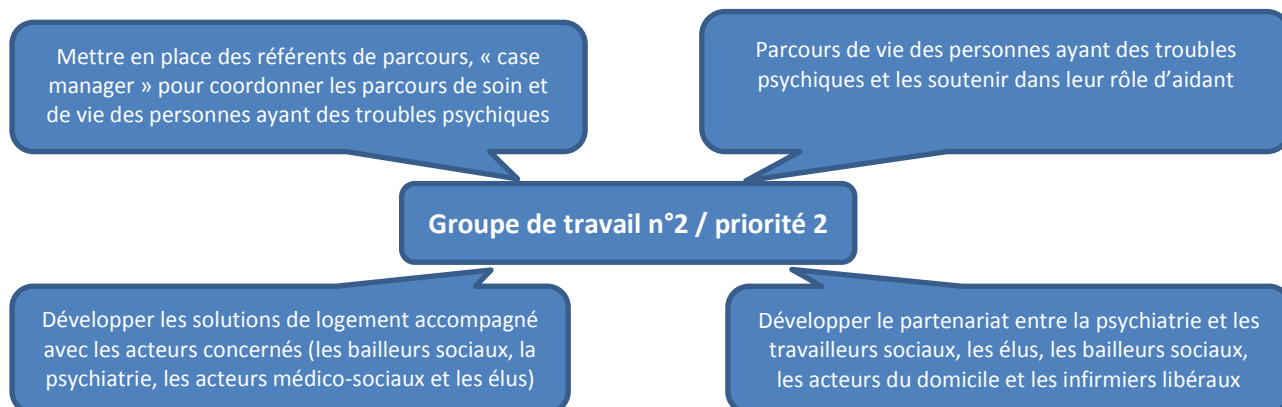 Mettre en place des référents de parcours, « case
manager » pour coordonner les parcours de soin et
de vie des personnes ayant des troubles psychiques
Parcours de vie des personnes ayant des troubles
psychiques et les soutenir dans leur rôle d’aidant
Groupe de travail n°2 / priorité 2
Développer les solutions de logement accompagné
avec les acteurs concernés (les bailleurs sociaux, la
psychiatrie, les acteurs médico-sociaux et les élus)
Développer le partenariat entre la psychiatrie et les
travailleurs sociaux, les élus, les bailleurs sociaux,
les acteurs du domicile et les infirmiers libéraux